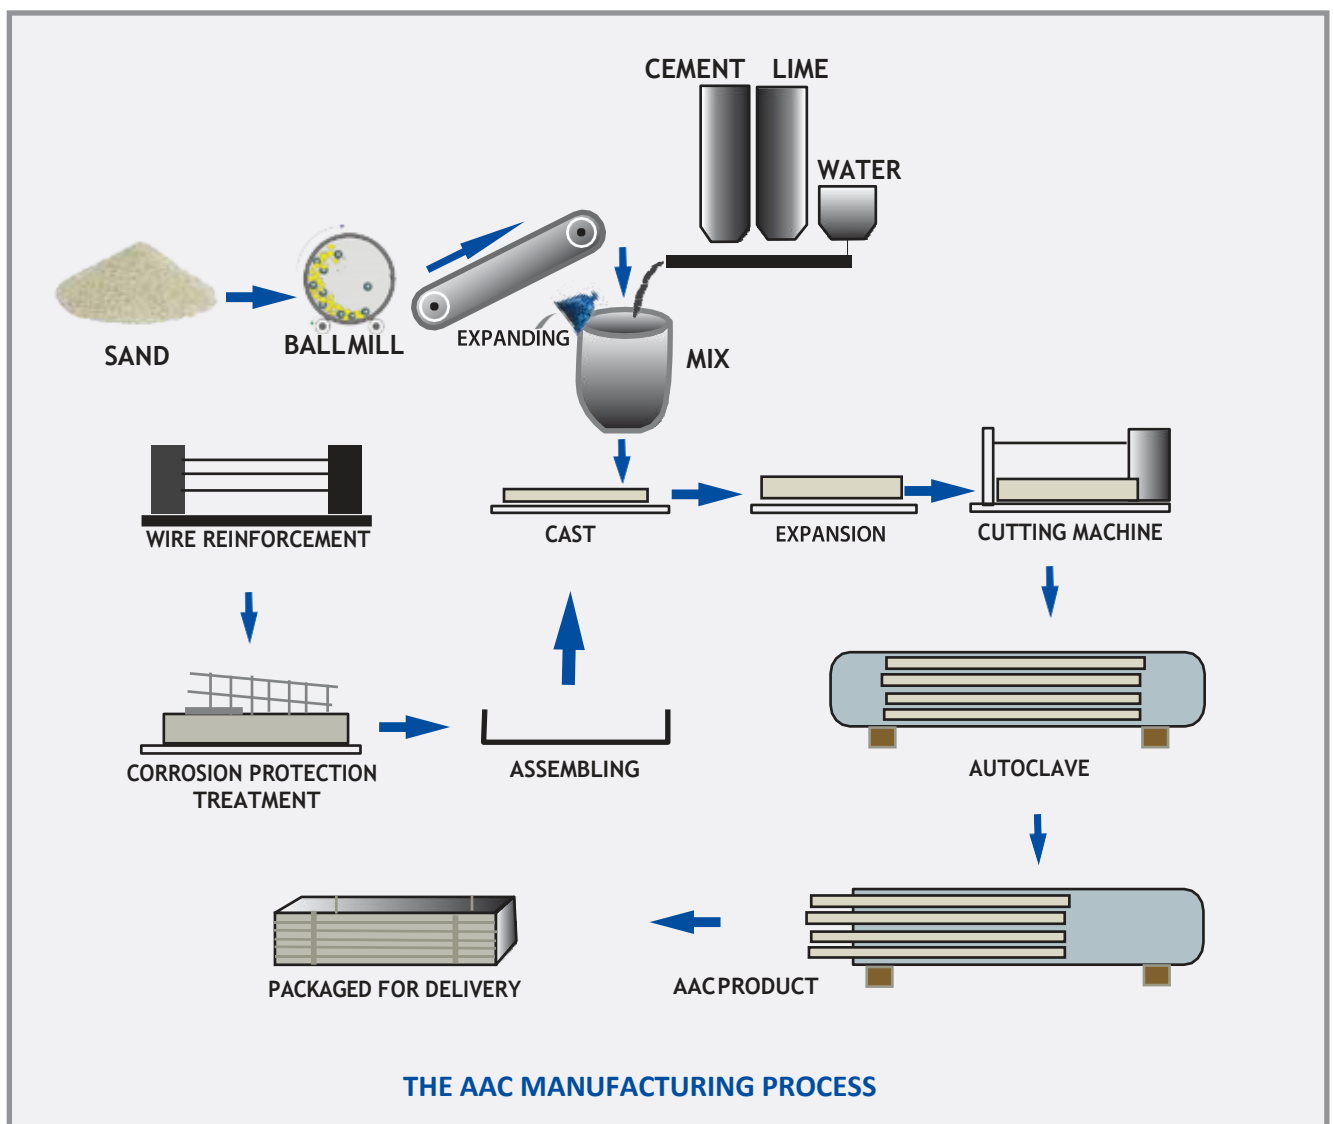 CEMENT LIME
WATER
SAND
BALLMILL
EXPANDING
MIX
WIRE REINFORCEMENT
CAST
EXPANSION
CUTTING MACHINE
CORROSION PROTECTION
TREATMENT
ASSEMBLING
AUTOCLAVE
PACKAGED FOR DELIVERY
AACPRODUCT
THE AAC MANUFACTURING PROCESS